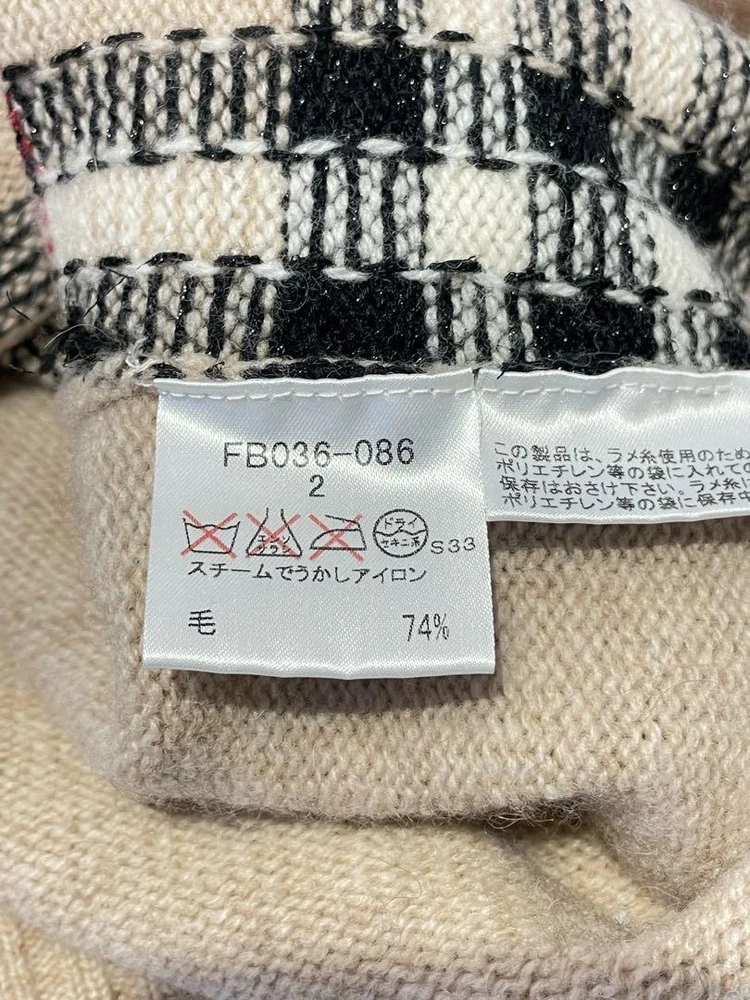 FB036-086
2
エンソ
サラシ
ドライ
セキユ系
S33
スチームでうかしアイロン
毛 74%
この製品は、ラメ糸使用のため
ポリエチレン等の袋に入れての
保存はおさけ下さい。ラメ糸は
ポリエチレン等の袋に保存中